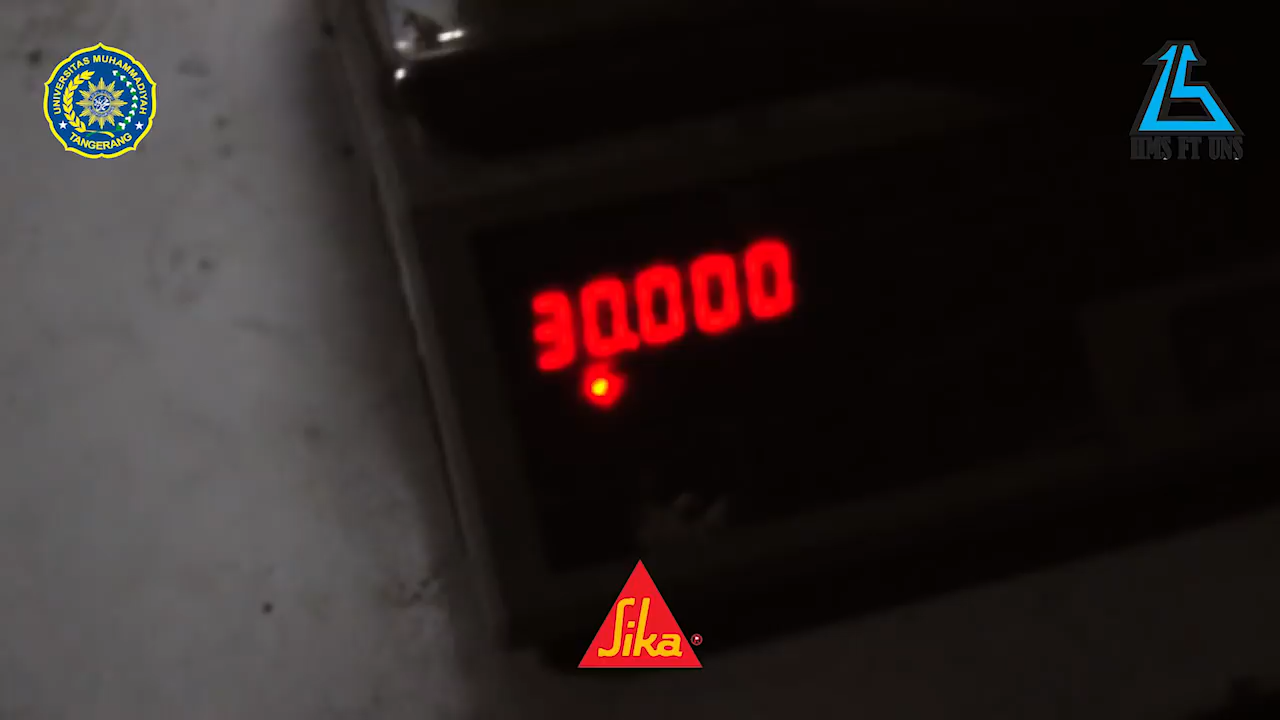 UNIVERSITAS MUHAMMADIYAH
TANGERANG
HMS FT UNS
30.000
Sika